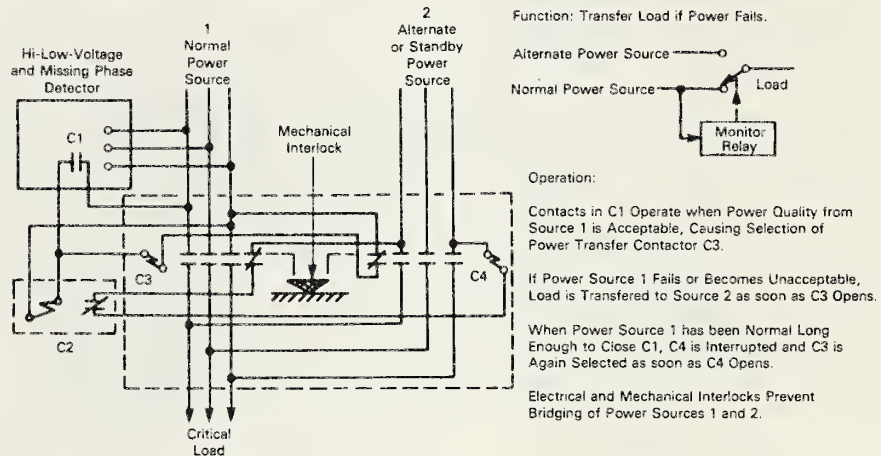 1
Normal
Power
Source
2
Alternate
or Standby
Power
Source
Hi-Low-Voltage
and Missing Phase
Detector
C1
Mechanical
Interlock
C3
C4
C2
Critical
Load
Function: Transfer Load if Power Fails.
Alternate Power Source
Normal Power Source
Load
Monitor
Relay
Operation:
Contacts in C1 Operate when Power Quality from
Source 1 is Acceptable, Causing Selection of
Power Transfer Contactor C3.
If Power Source 1 Fails or Becomes Unacceptable,
Load is Transfered to Source 2 as soon as C3 Opens.
When Power Source 1 has been Normal Long
Enough to Close C1, C4 is Interrupted and C3 is
Again Selected as soon as C4 Opens.
Electrical and Mechanical Interlocks Prevent
Bridging of Power Sources 1 and 2.